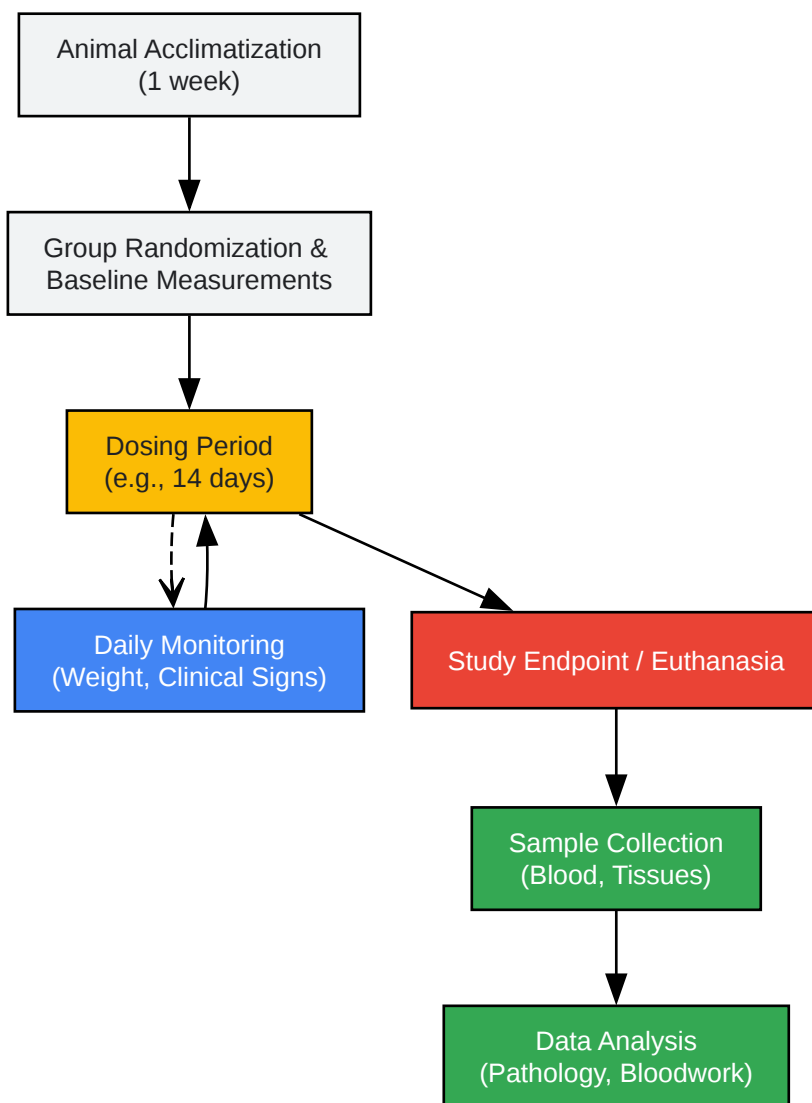 Animal Acclimatization
(1 week)
Group Randomization &
Baseline Measurements
Dosing Period
(e.g., 14 days)
Daily Monitoring
(Weight, Clinical Signs)
Study Endpoint / Euthanasia
Sample Collection
(Blood, Tissues)
Data Analysis
(Pathology, Bloodwork)